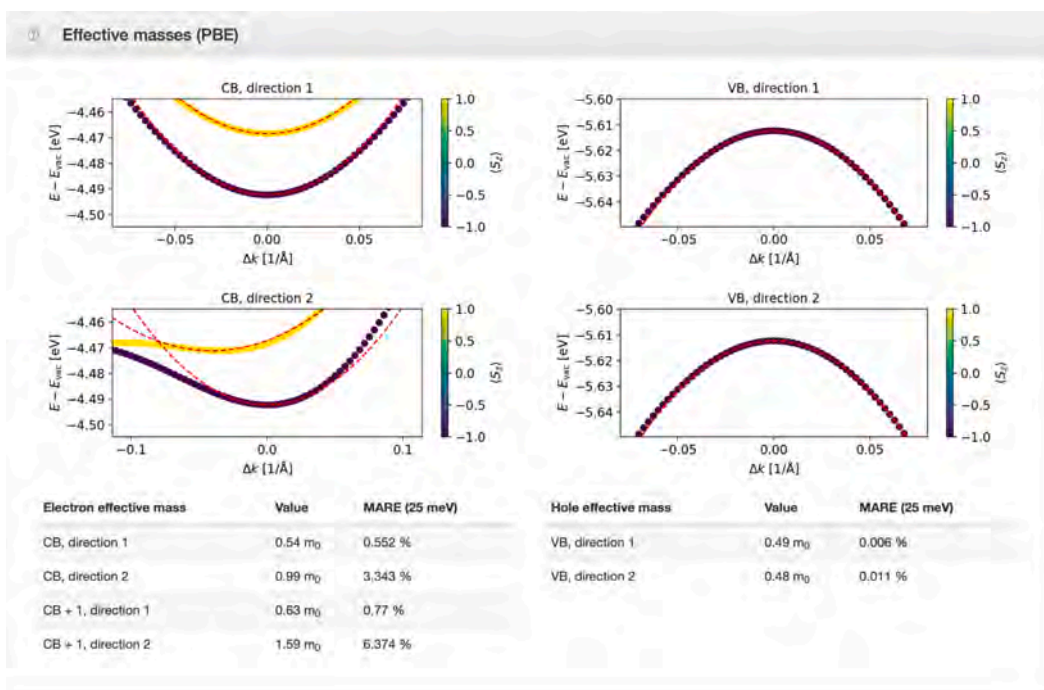 ① Effective masses (PBE)
CB, direction 1
E − Evac [eV]
−4.46
−4.47
−4.48
−4.49
−4.50
−0.05 0.00 0.05
Δk [1/Å]
1.0
0.5
0.0
−0.5
−1.0
⟨Sz⟩
VB, direction 1
E − Evac [eV]
−5.60
−5.61
−5.62
−5.63
−5.64
−0.05 0.00 0.05
Δk [1/Å]
1.0
0.5
0.0
−0.5
−1.0
⟨Sz⟩
CB, direction 2
E − Evac [eV]
−4.46
−4.47
−4.48
−4.49
−4.50
−0.1 0.0 0.1
Δk [1/Å]
1.0
0.5
0.0
−0.5
−1.0
⟨Sz⟩
VB, direction 2
E − Evac [eV]
−5.60
−5.61
−5.62
−5.63
−5.64
−0.05 0.00 0.05
Δk [1/Å]
1.0
0.5
0.0
−0.5
−1.0
⟨Sz⟩
Electron effective mass Value MARE (25 meV)
CB, direction 1 0.54 m0 0.552 %
CB, direction 2 0.99 m0 3.343 %
CB + 1, direction 1 0.63 m0 0.77 %
CB + 1, direction 2 1.59 m0 6.374 %
Hole effective mass Value MARE (25 meV)
VB, direction 1 0.49 m0 0.006 %
VB, direction 2 0.48 m0 0.011 %